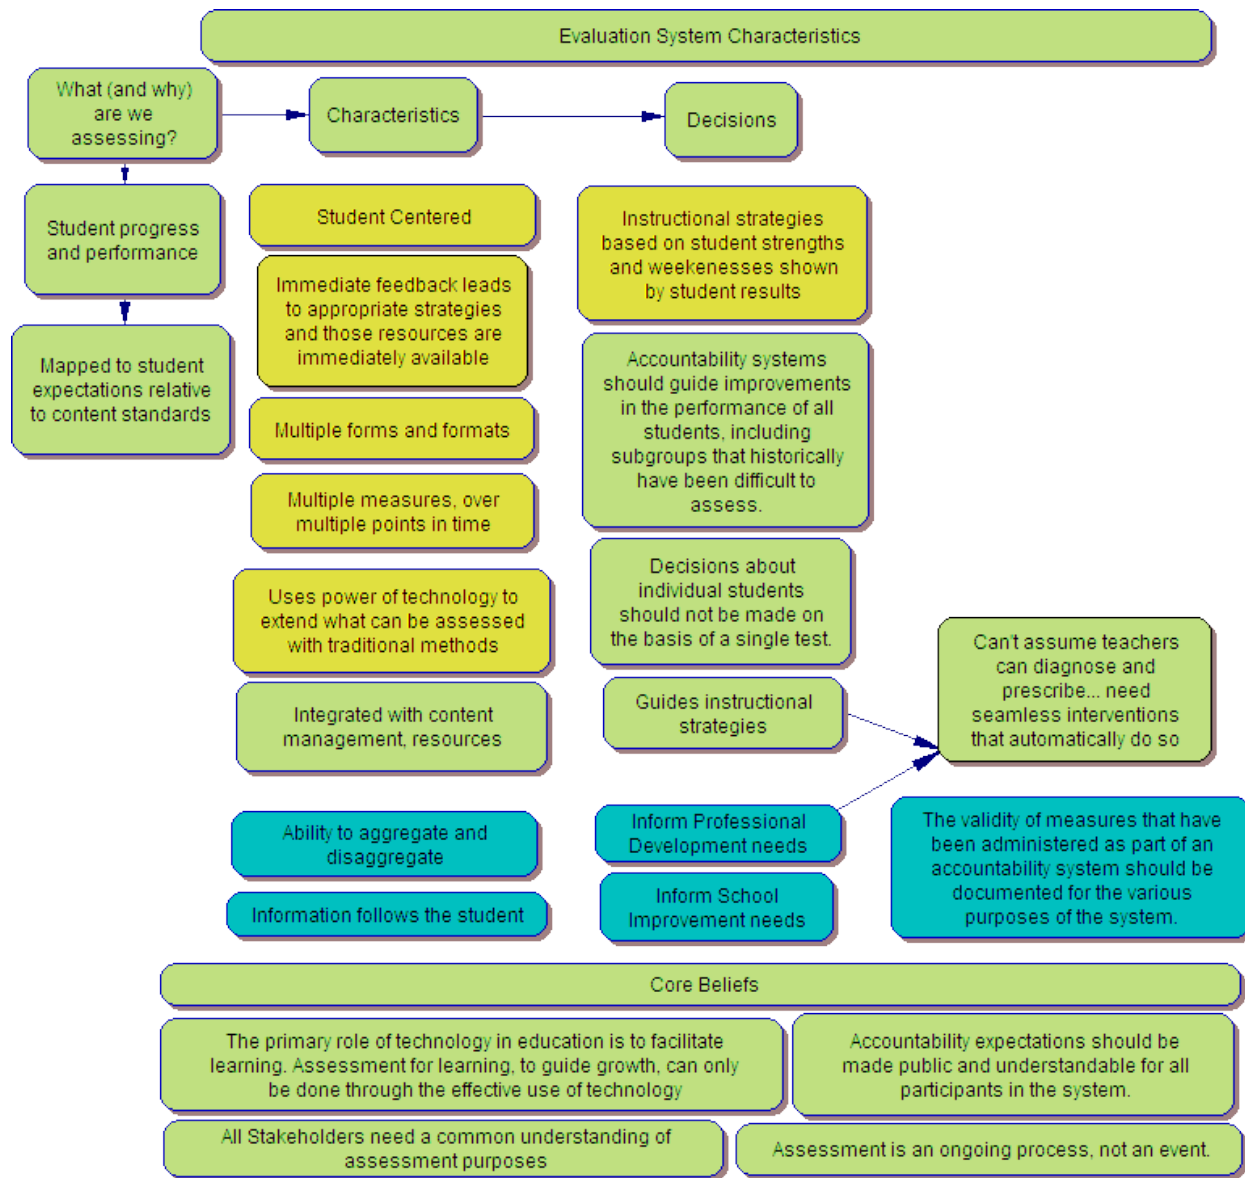 Evaluation System Characteristics
What (and why)
are we
assessing?
Characteristics
Decisions
Student progress
and performance
Mapped to student
expectations relative
to content standards
Student Centered
Immediate feedback leads
to appropriate strategies
and those resources are
immediately available
Multiple forms and formats
Multiple measures, over
multiple points in time
Uses power of technology to
extend what can be assessed
with traditional methods
Integrated with content
management, resources
Ability to aggregate and
disaggregate
Information follows the student
Instructional strategies
based on student strengths
and weekenesses shown
by student results
Accountability systems
should guide improvements
in the performance of all
students, including
subgroups that historically
have been difficult to
assess.
Decisions about
individual students
should not be made on
the basis of a single test.
Guides instructional
strategies
Inform Professional
Development needs
Inform School
Improvement needs
Can't assume teachers
can diagnose and
prescribe... need
seamless interventions
that automatically do so
The validity of measures that have
been administered as part of an
accountability system should be
documented for the various
purposes of the system.
Core Beliefs
The primary role of technology in education is to facilitate
learning. Assessment for learning, to guide growth, can only
be done through the effective use of technology
Accountability expectations should be
made public and understandable for all
participants in the system.
All Stakeholders need a common understanding of
assessment purposes
Assessment is an ongoing process, not an event.